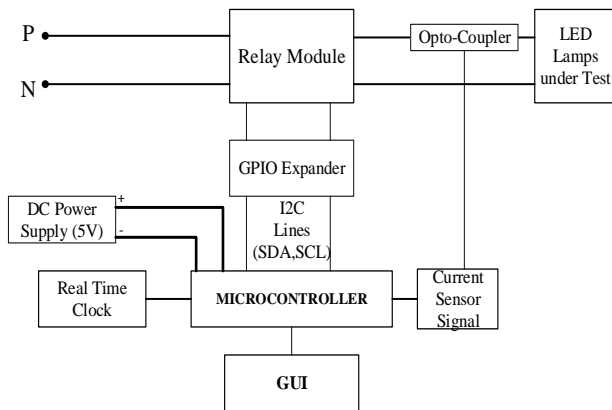 P
N
Relay Module
Opto-Coupler
LED
Lamps
under Test
GPIO Expander
I2C
Lines
(SDA,SCL)
DC Power
Supply (5V)
+
-
Real Time
Clock
MICROCONTROLLER
Current
Sensor
Signal
GUI